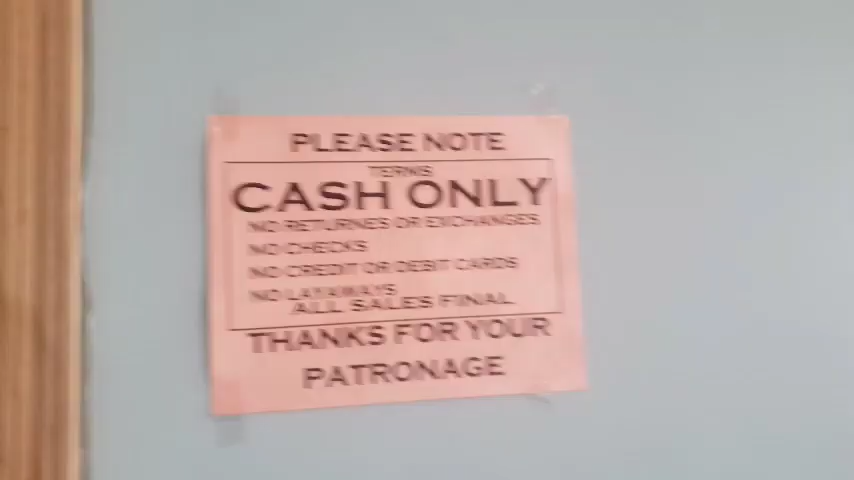 PLEASE NOTE
TERMS
CASH ONLY
NO RETURNES OR EXCHANGES
NO CHECKS
NO CREDIT OR DEBIT CARDS
NO LAYAWAYS
ALL SALES FINAL
THANKS FOR YOUR
PATRONAGE